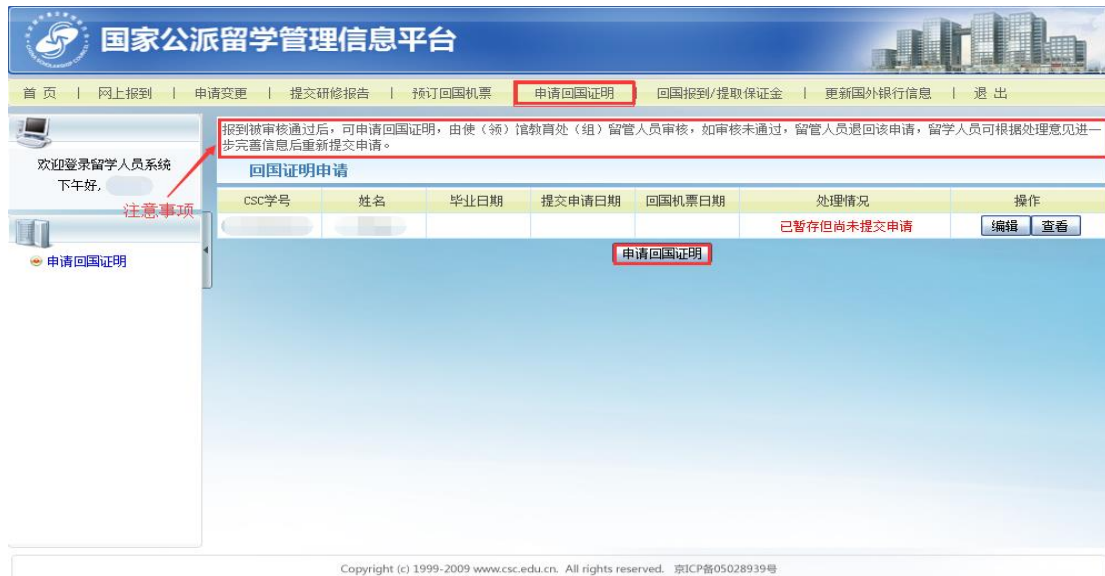 国家公派留学管理信息平台
首 页 | 网上报到 | 申请变更 | 提交研修报告 | 预订回国机票 申请回国证明 | 回国报到/提取保证金 | 更新国外银行信息 | 退 出
报到被审核通过后，可申请回国证明，由使（领）馆教育处（组）留管人员审核，如审核未通过，留管人员退回该申请，留学人员可根据处理意见进一
步完善信息后重新提交申请。
欢迎登录留学人员系统
下午好,
注意事项
申请回国证明
回国证明申请
CSC学号 姓名 毕业日期 提交申请日期 回国机票日期 处理情况 操作
已暂存但尚未提交申请 编辑 查看
申请回国证明
Copyright (c) 1999-2009 www.csc.edu.cn. All rights reserved. 京ICP备05028939号